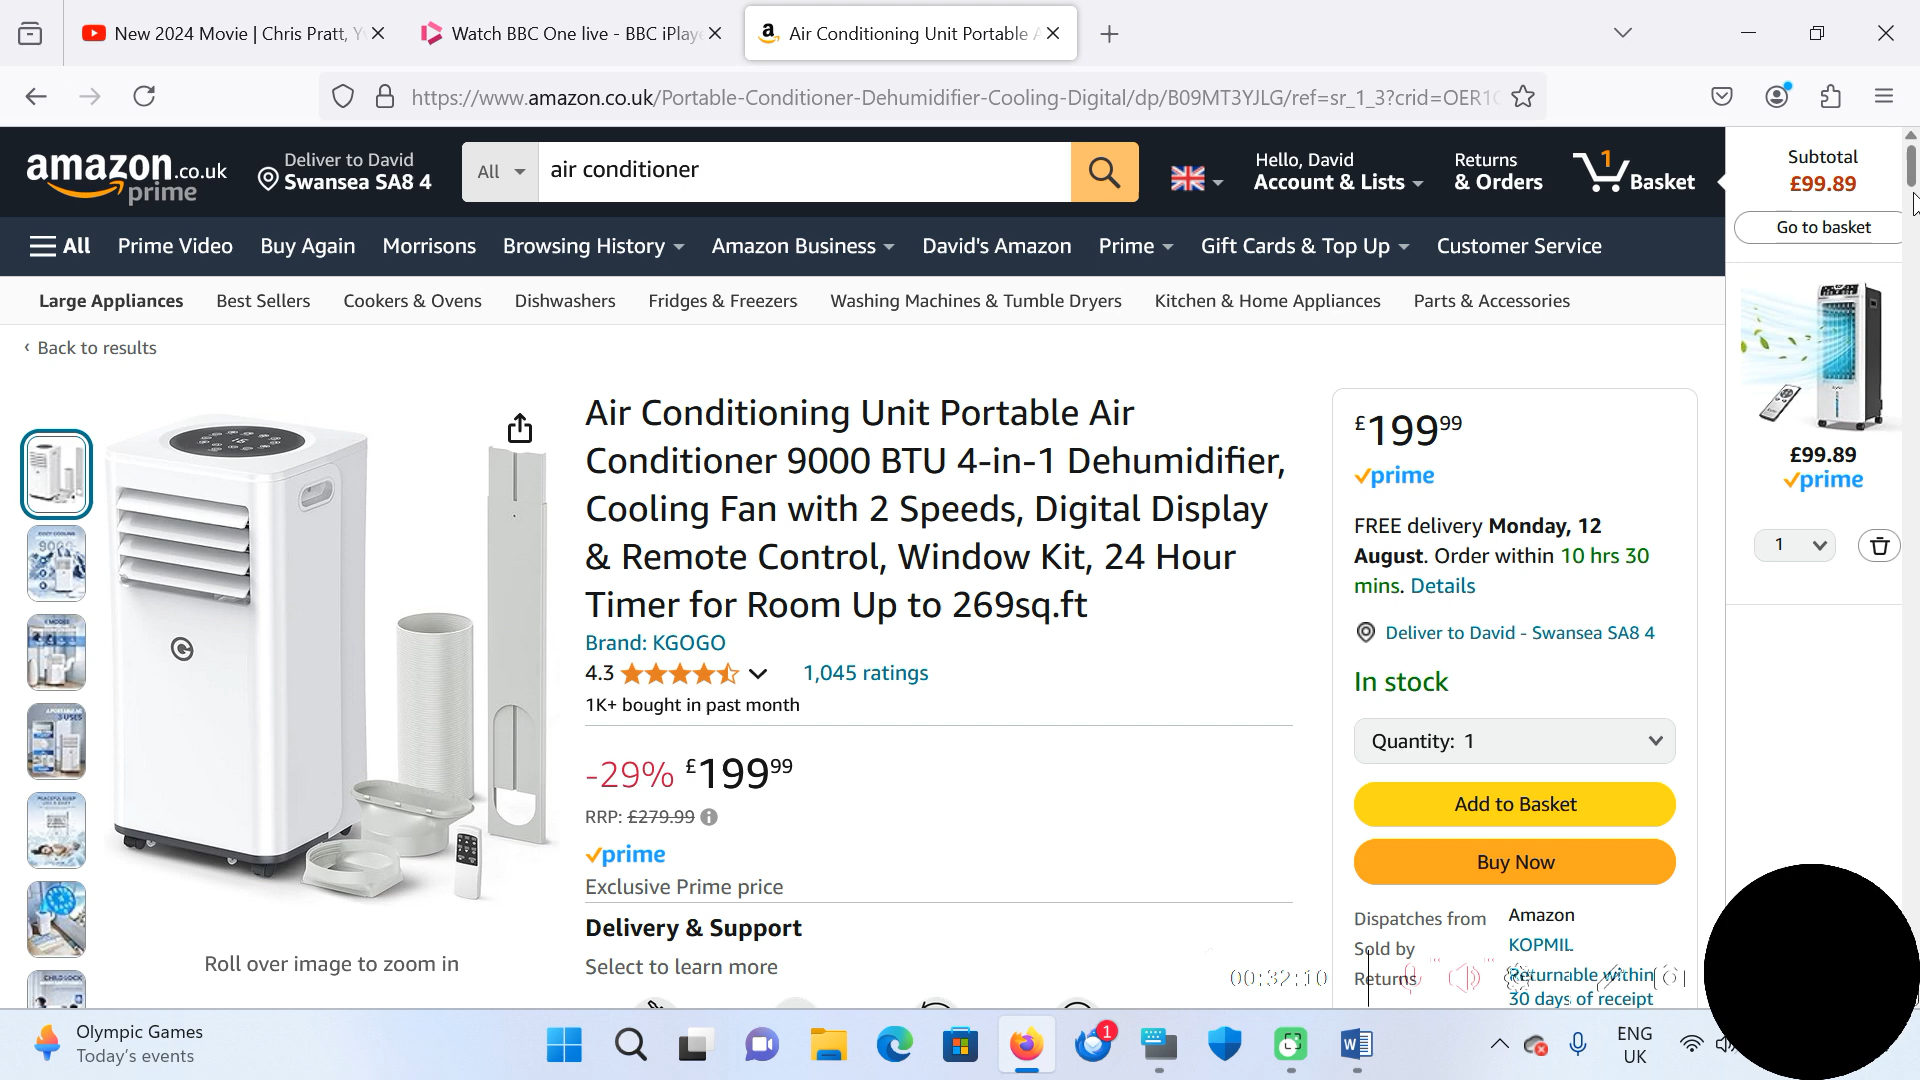 New 2024 Movie | Chris Pratt, Yv
Watch BBC One live - BBC iPlaye
Air Conditioning Unit Portable A
https://www.amazon.co.uk/Portable-Conditioner-Dehumidifier-Cooling-Digital/dp/B09MT3YJLG/ref=sr_1_3?crid=OER1C
amazon.co.uk
prime
Deliver to David
Swansea SA8 4
All
air conditioner
Hello, David
Account & Lists
Returns
& Orders
1
Basket
Subtotal
£99.89
Go to basket
All
Prime Video
Buy Again
Morrisons
Browsing History
Amazon Business
David's Amazon
Prime
Gift Cards & Top Up
Customer Service
Large Appliances
Best Sellers
Cookers & Ovens
Dishwashers
Fridges & Freezers
Washing Machines & Tumble Dryers
Kitchen & Home Appliances
Parts & Accessories
‹ Back to results
Air Conditioning Unit Portable Air
Conditioner 9000 BTU 4-in-1 Dehumidifier,
Cooling Fan with 2 Speeds, Digital Display
& Remote Control, Window Kit, 24 Hour
Timer for Room Up to 269sq.ft
Brand: KGOGO
4.3
1,045 ratings
1K+ bought in past month
-29% £199.99
RRP: £279.99
prime
Exclusive Prime price
Delivery & Support
Select to learn more
Roll over image to zoom in
£199.99
prime
FREE delivery Monday, 12
August. Order within 10 hrs 30
mins. Details
Deliver to David - Swansea SA8 4
In stock
Quantity: 1
Add to Basket
Buy Now
Dispatches from Amazon
Sold by KOPMIL
Returns Returnable within
30 days of receipt
£99.89
prime
1
00:32:10
Olympic Games
Today's events
1
ENG
UK